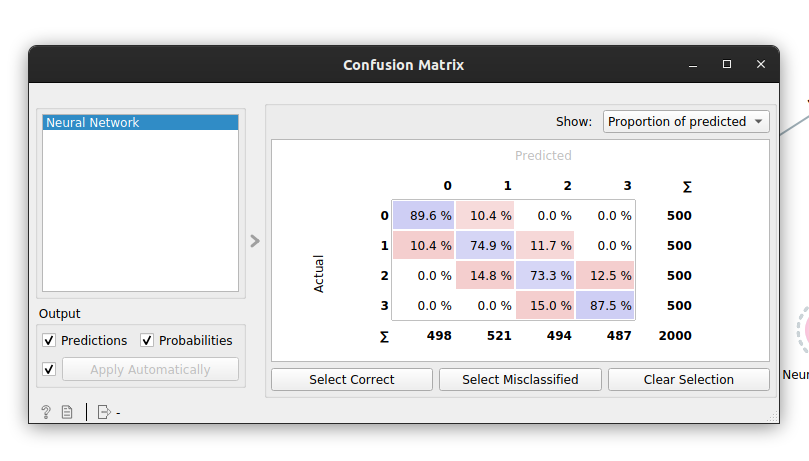 Confusion Matrix
Neural Network
Show: Proportion of predicted
Predicted
0 1 2 3 Σ
0 89.6 % 10.4 % 0.0 % 0.0 % 500
1 10.4 % 74.9 % 11.7 % 0.0 % 500
Actual
2 0.0 % 14.8 % 73.3 % 12.5 % 500
3 0.0 % 0.0 % 15.0 % 87.5 % 500
Σ 498 521 494 487 2000
Output
Predictions Probabilities
Apply Automatically
Select Correct Select Misclassified Clear Selection
? -